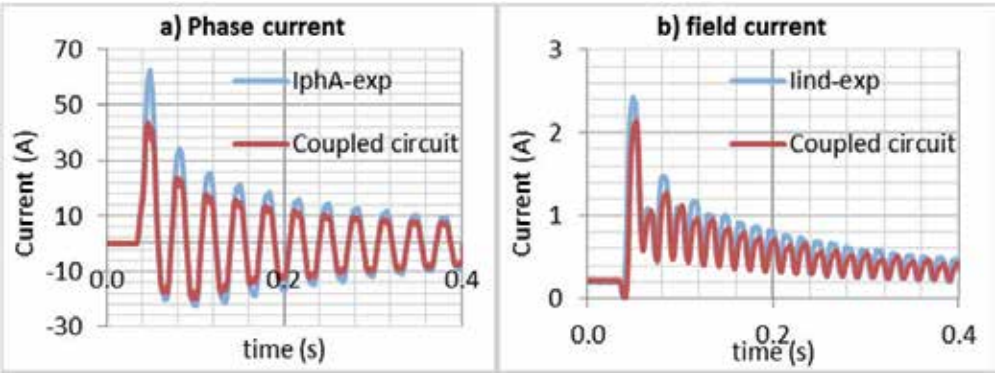 a) Phase current
70
50
30
10
-10
-30
Current (A)
IphA-exp
Coupled circuit
0.0
0.2
0.4
time (s)
b) field current
3
2
1
0
Current (A)
Iind-exp
Coupled circuit
0.0
0.2
0.4
time (s)